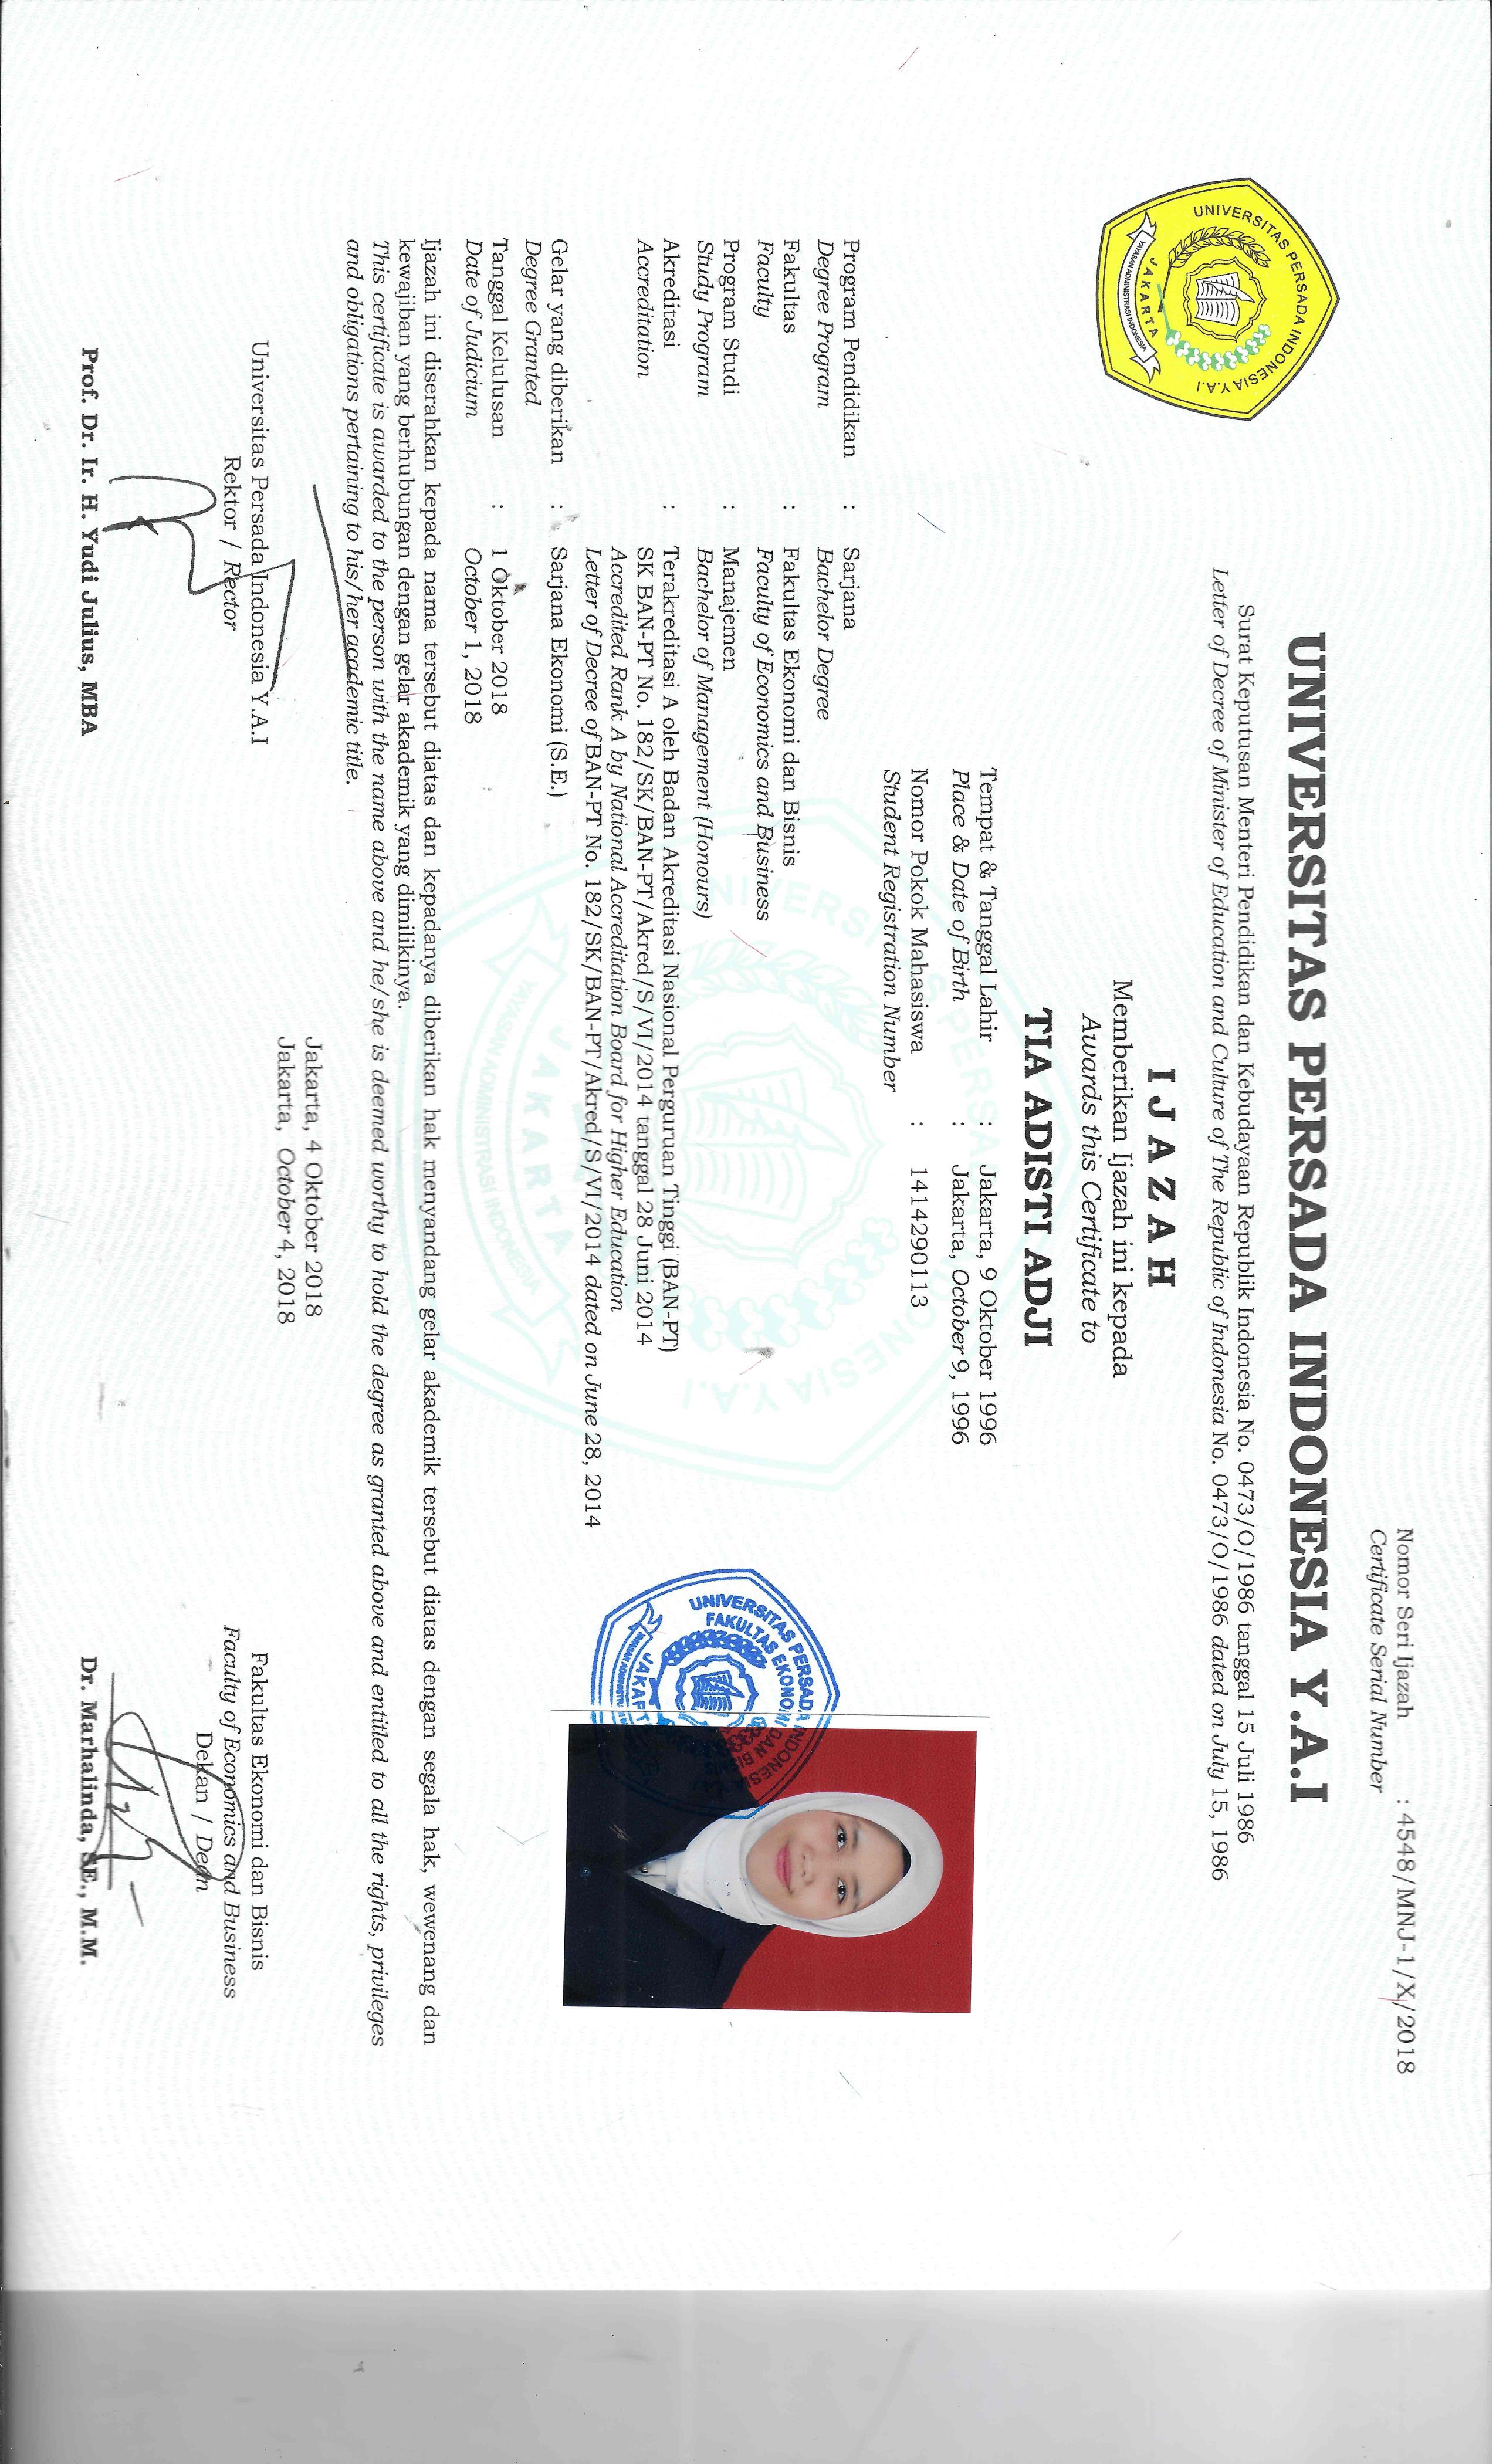 Nomor Seri Ijazah : 4548/MNJ-1/X/2018
Certificate Serial Number
UNIVERSITAS PERSADA INDONESIA Y.A.I
JAKARTA
YAYASAN ADMINISTRASI INDONESIA
UNIVERSITAS PERSADA INDONESIA Y.A.I
Surat Keputusan Menteri Pendidikan dan Kebudayaan Republik Indonesia No. 0473/O/1986 tanggal 15 Juli 1986
Letter of Decree of Minister of Education and Culture of The Republic of Indonesia No. 0473/O/1986 dated on July 15, 1986
I J A Z A H
Memberikan Ijazah ini kepada
Awards this Certificate to
TIA ADISTI ADJI
Tempat & Tanggal Lahir : Jakarta, 9 Oktober 1996
Place & Date of Birth : Jakarta, October 9, 1996
Nomor Pokok Mahasiswa : 1414290113
Student Registration Number
Program Pendidikan : Sarjana
Degree Program Bachelor Degree
Fakultas : Fakultas Ekonomi dan Bisnis
Faculty Faculty of Economics and Business
Program Studi : Manajemen
Study Program Bachelor of Management (Honours)
Akreditasi : Terakreditasi A oleh Badan Akreditasi Nasional Perguruan Tinggi (BAN-PT)
Accreditation SK BAN-PT No. 182/SK/BAN-PT/Akred/S/VI/2014 tanggal 28 Juni 2014
Accredited Rank A by National Accreditation Board for Higher Education
Letter of Decree of BAN-PT No. 182/SK/BAN-PT/Akred/S/VI/2014 dated on June 28, 2014
Gelar yang diberikan : Sarjana Ekonomi (S.E.)
Degree Granted
Tanggal Kelulusan : 1 Oktober 2018
Date of Judicium October 1, 2018
UNIVERSITAS PERSADA INDONESIA Y.A.I
FAKULTAS EKONOMI DAN BISNIS
Ijazah ini diserahkan kepada nama tersebut diatas dan kepadanya diberikan hak menyandang gelar akademik tersebut diatas dengan segala hak, wewenang dan
kewajiban yang berhubungan dengan gelar akademik yang dimilikinya.
This certificate is awarded to the person with the name above and he/she is deemed worthy to hold the degree as granted above and entitled to all the rights, privileges
and obligations pertaining to his/her academic title.
Jakarta, 4 Oktober 2018
Jakarta, October 4, 2018
Universitas Persada Indonesia Y.A.I
Rektor / Rector
Prof. Dr. Ir. H. Yudi Julius, MBA
Fakultas Ekonomi dan Bisnis
Faculty of Economics and Business
Dekan / Dean
Dr. Marhalinda, SE., M.M.